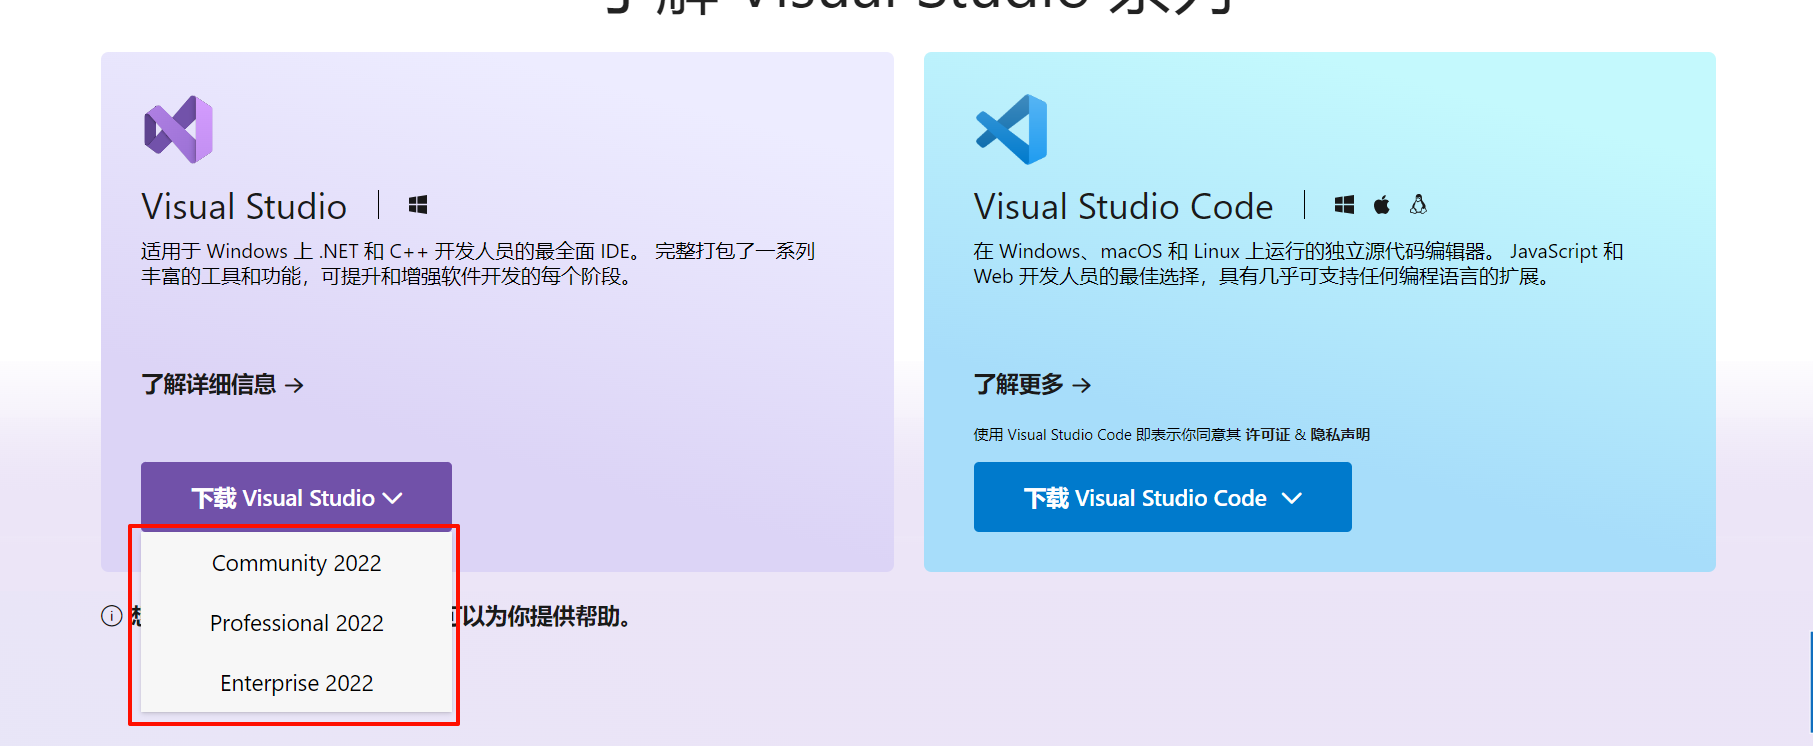 了解 Visual Studio 系列
Visual Studio
适用于 Windows 上 .NET 和 C++ 开发人员的最全面 IDE。 完整打包了一系列
丰富的工具和功能，可提升和增强软件开发的每个阶段。
了解详细信息 →
下载 Visual Studio
Community 2022
Professional 2022
Enterprise 2022
可以为你提供帮助。
Visual Studio Code
在 Windows、macOS 和 Linux 上运行的独立源代码编辑器。 JavaScript 和
Web 开发人员的最佳选择，具有几乎可支持任何编程语言的扩展。
了解更多 →
使用 Visual Studio Code 即表示你同意其 许可证 & 隐私声明
下载 Visual Studio Code